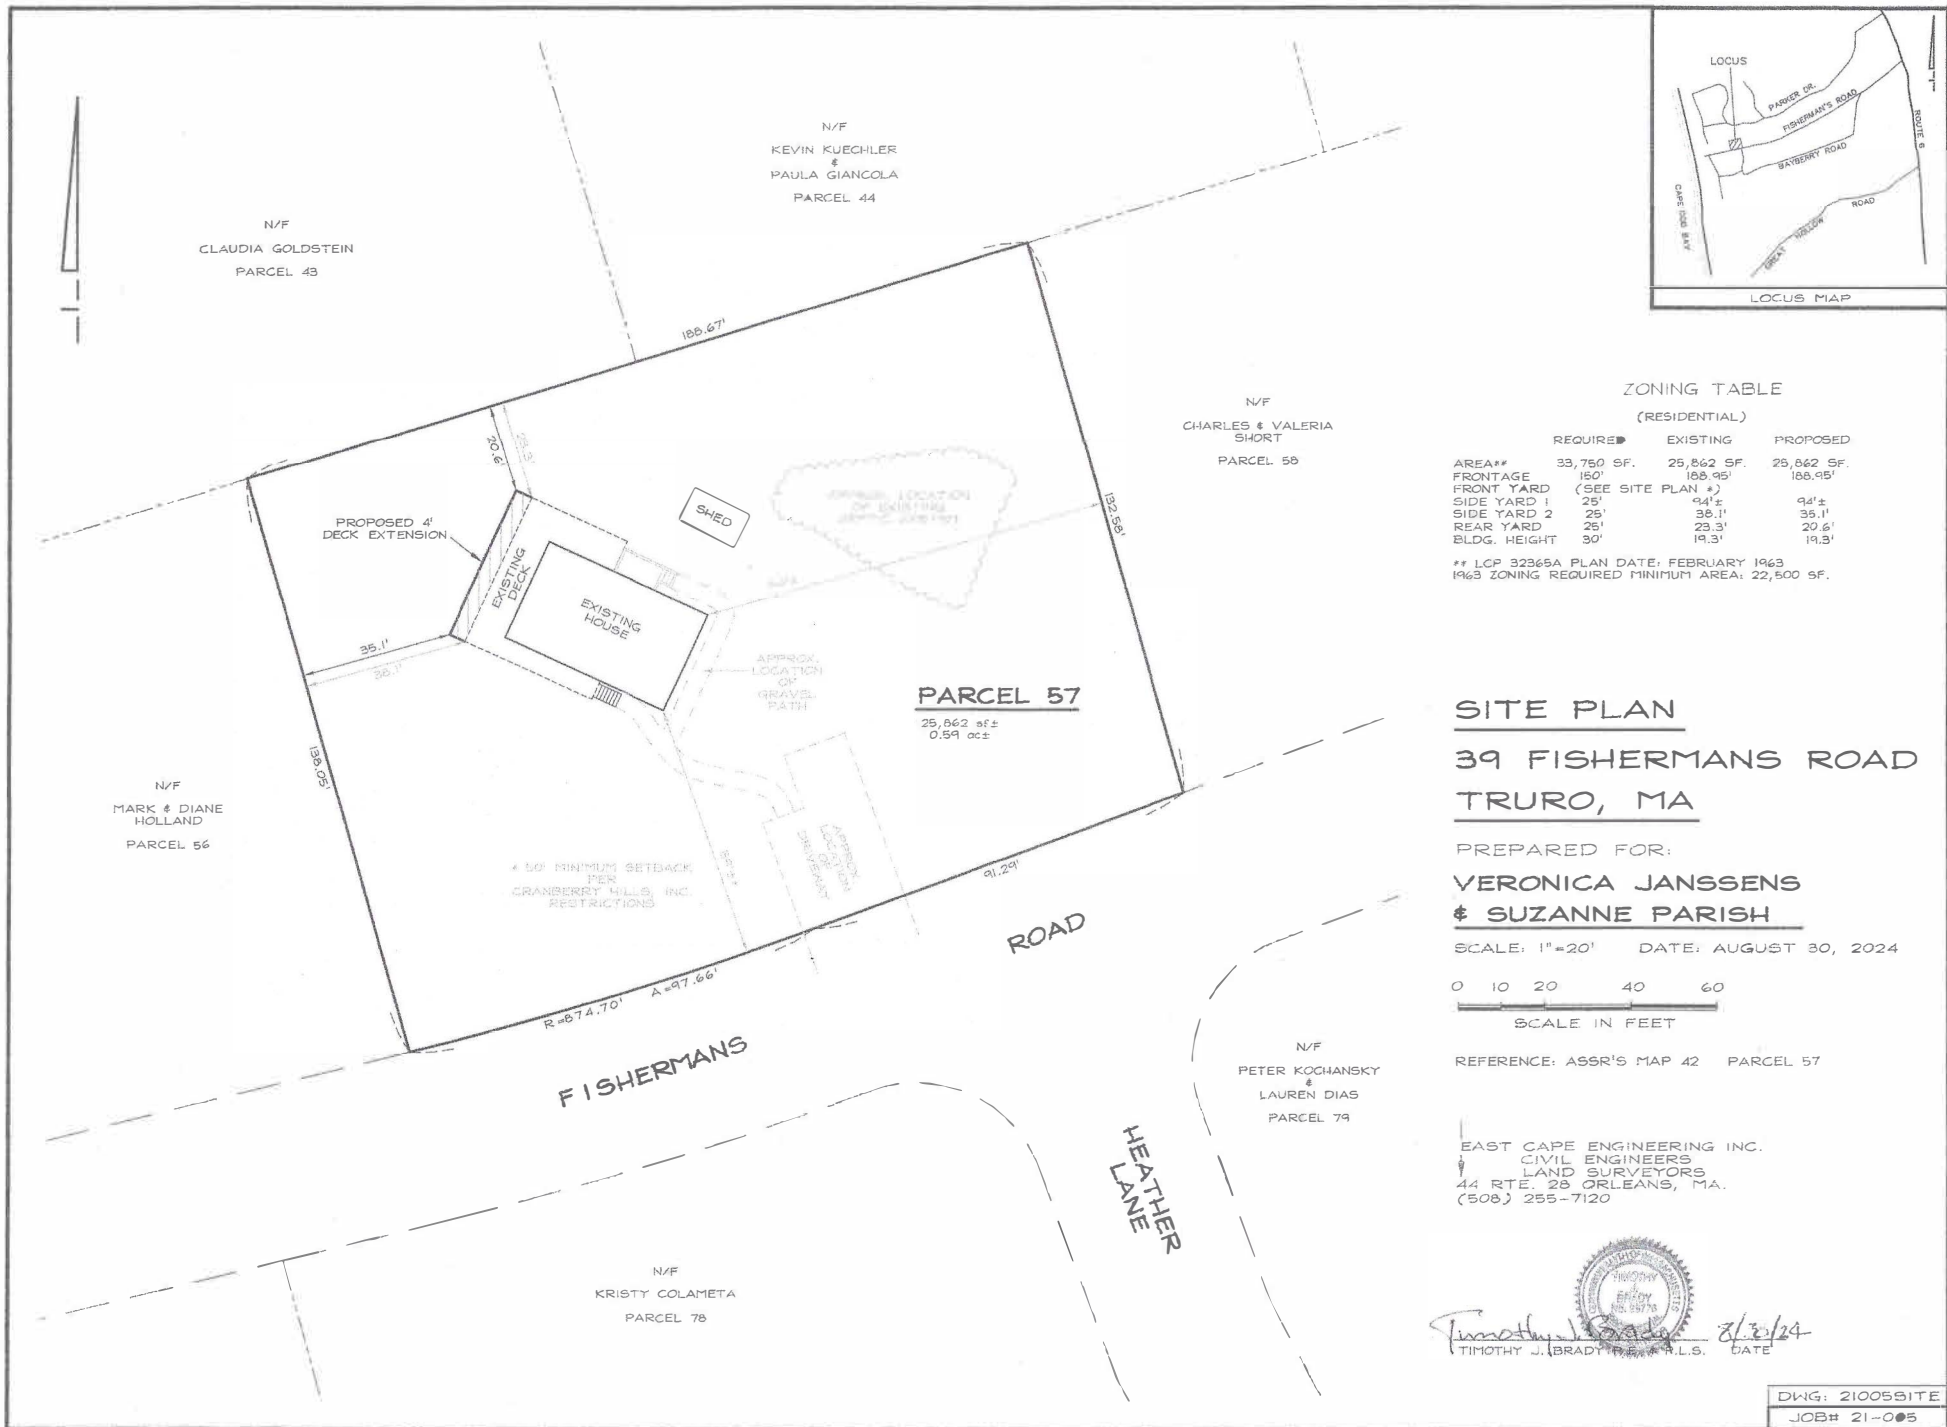 LOCUS
PARKER DR.
FISHERMAN'S ROAD
BAYBERRY ROAD
ROUTE 6
CAPE COD BAY
GREAT HOLLOW ROAD
LOCUS MAP
N/F
KEVIN KUECHLER
&
PAULA GIANCOLA
PARCEL 44
N/F
CLAUDIA GOLDSTEIN
PARCEL 43
188.67'
N/F
CHARLES & VALERIA
SHORT
PARCEL 58
ZONING TABLE
(RESIDENTIAL)
REQUIRED EXISTING PROPOSED
AREA** 33,750 SF. 25,862 SF. 25,862 SF.
FRONTAGE 150' 188.95' 188.95'
FRONT YARD (SEE SITE PLAN *)
SIDE YARD 1 25' 94'± 94'±
SIDE YARD 2 25' 38.1' 35.1'
REAR YARD 25' 23.3' 20.6'
BLDG. HEIGHT 30' 19.3' 19.3'
** LCP 32365A PLAN DATE: FEBRUARY 1963
1963 ZONING REQUIRED MINIMUM AREA: 22,500 SF.
20.6'
23.3'
PROPOSED 4'
DECK EXTENSION
EXISTING
DECK
SHED
EXISTING
HOUSE
132.58'
35.1'
38.1'
APPROX.
LOCATION
OF
GRAVEL
PATH
PARCEL 57
25,862 sf±
0.59 ac±
138.05'
N/F
MARK & DIANE
HOLLAND
PARCEL 56
* 50' MINIMUM SETBACK
PER
CRANBERRY HILLS, INC.
RESTRICTIONS
APPROX
LOCATION
OF
DRIVEWAY
91.29'
R=874.70' A=97.66'
FISHERMANS ROAD
HEATHER
LANE
N/F
PETER KOCHANSKY
&
LAUREN DIAS
PARCEL 79
N/F
KRISTY COLAMETA
PARCEL 78
SITE PLAN
39 FISHERMANS ROAD
TRURO, MA
PREPARED FOR:
VERONICA JANSSENS
& SUZANNE PARISH
SCALE: 1"=20' DATE: AUGUST 30, 2024
0 10 20 40 60
SCALE IN FEET
REFERENCE: ASSR'S MAP 42 PARCEL 57
EAST CAPE ENGINEERING INC.
CIVIL ENGINEERS
LAND SURVEYORS
44 RTE. 28 ORLEANS, MA.
(508) 255-7120
TIMOTHY
J.
BRADY
Timothy J. Brady
TIMOTHY J. BRADY P.E. & R.L.S. DATE
DWG: 21005SITE
JOB# 21-005